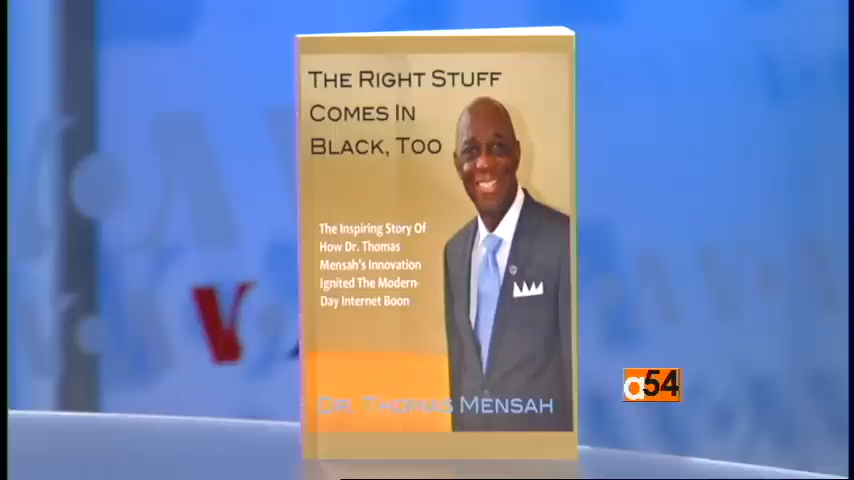 THE RIGHT STUFF
COMES IN
BLACK, TOO
The Inspiring Story Of
How Dr. Thomas
Mensah's Innovation
Ignited The Modern-
Day Internet Boon
DR. THOMAS MENSAH
a54